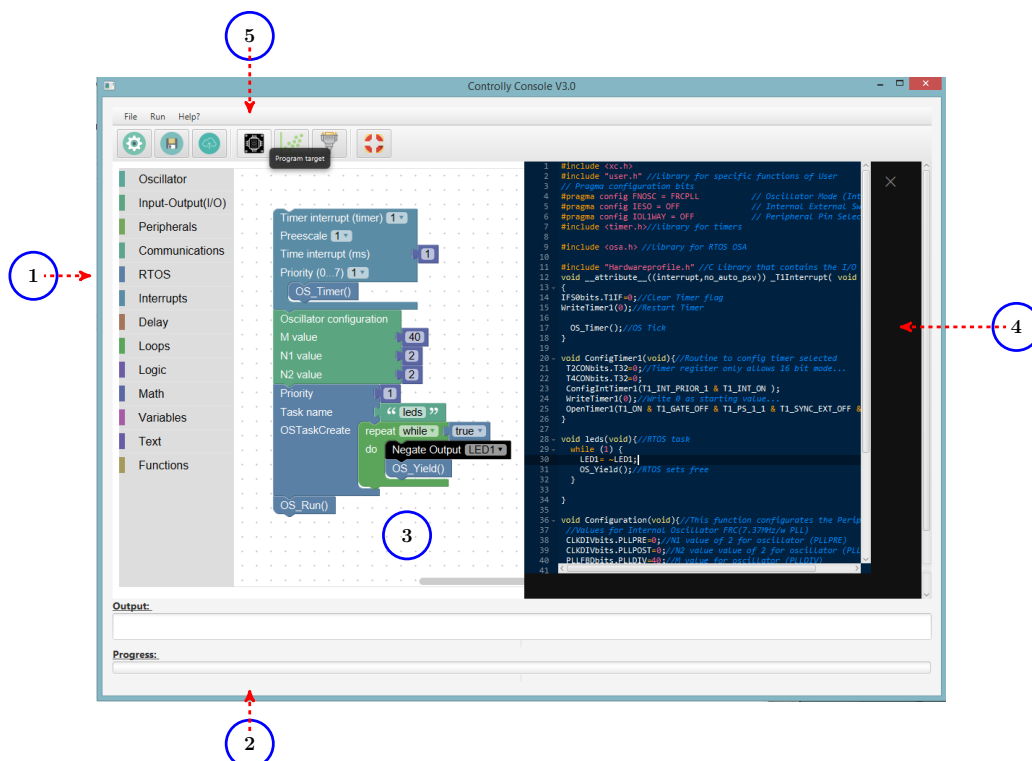 5
Controlly Console V3.0
File Run Help?
Program target
Oscillator
Input-Output(I/O)
Peripherals
Communications
RTOS
Interrupts
Delay
Loops
Logic
Math
Variables
Text
Functions
1
Timer interrupt (timer) 1
Preescale 1
Time interrupt (ms) 1
Priority (0...7) 1
OS_Timer()
Oscillator configuration
M value 40
N1 value 2
N2 value 2
Priority 1
Task name “ leds ”
OSTaskCreate repeat while true
do Negate Output LED1
OS_Yield()
OS_Run()
3
1 #include <xc.h>
2 #include "user.h" //Library for specific functions of User
3 // Pragma configuration bits
4 #pragma config FNOSC = FRCPLL // Oscillator Mode (Int
5 #pragma config IESO = OFF // Internal External Sw
6 #pragma config IOL1WAY = OFF // Peripheral Pin Selec
7 #include <timer.h>//library for timers
8
9 #include <osa.h> //library for RTOS OSA
10
11 #include "Hardwareprofile.h" //C Library that contains the I/O
12 void __attribute__((interrupt,no_auto_psv)) _T1Interrupt( void
13 {
14 IFS0bits.T1IF=0;//Clear Timer flag
15 WriteTimer1(0);//Restart Timer
16
17 OS_Timer();//OS Tick
18 }
19
20 void ConfigTimer1(void){//Routine to config timer selected
21 T2CONbits.T32=0;//Timer register only allows 16 bit mode...
22 T4CONbits.T32=0;
23 ConfigIntTimer1(T1_INT_PRIOR_1 & T1_INT_ON );
24 WriteTimer1(0);//Write 0 as starting value...
25 OpenTimer1(T1_ON & T1_GATE_OFF & T1_PS_1_1 & T1_SYNC_EXT_OFF &
26 }
27
28 void leds(void){//RTOS task
29 while (1) {
30 LED1= ~LED1;
31 OS_Yield();//RTOS sets free
32 }
33
34 }
35
36 void Configuration(void){//This function configurates the Perip
37 //Values for Internal Oscillator FRC(7.37MHz/w PLL)
38 CLKDIVbits.PLLPRE=0;//N1 value of 2 for oscillator (PLLPRE)
39 CLKDIVbits.PLLPOST=0;//N2 value value of 2 for oscillator (PLL
40 PLLFBDbits.PLLDIV=40;//M value for oscillator (PLLDIV)
41
4
Output:
Progress:
2